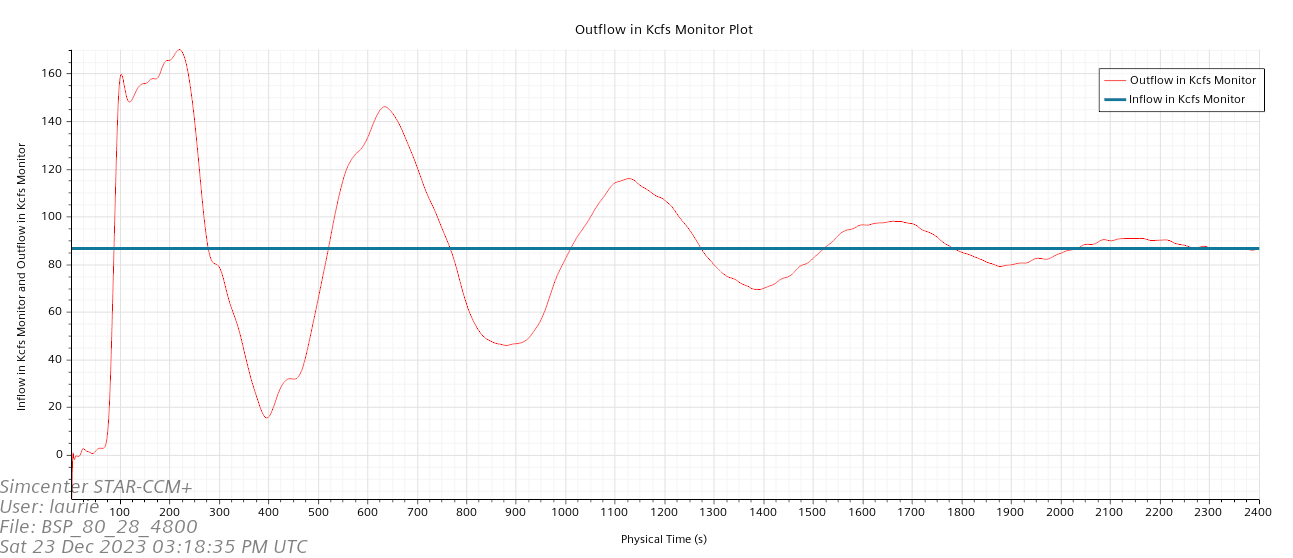 Outflow in Kcfs Monitor Plot
Outflow in Kcfs Monitor
Inflow in Kcfs Monitor
Inflow in Kcfs Monitor and Outflow in Kcfs Monitor
160
140
120
100
80
60
40
20
0
100 200 300 400 500 600 700 800 900 1000 1100 1200 1300 1400 1500 1600 1700 1800 1900 2000 2100 2200 2300 2400
Physical Time (s)
Simcenter STAR-CCM+
User: laurie
File: BSP_80_28_4800
Sat 23 Dec 2023 03:18:35 PM UTC